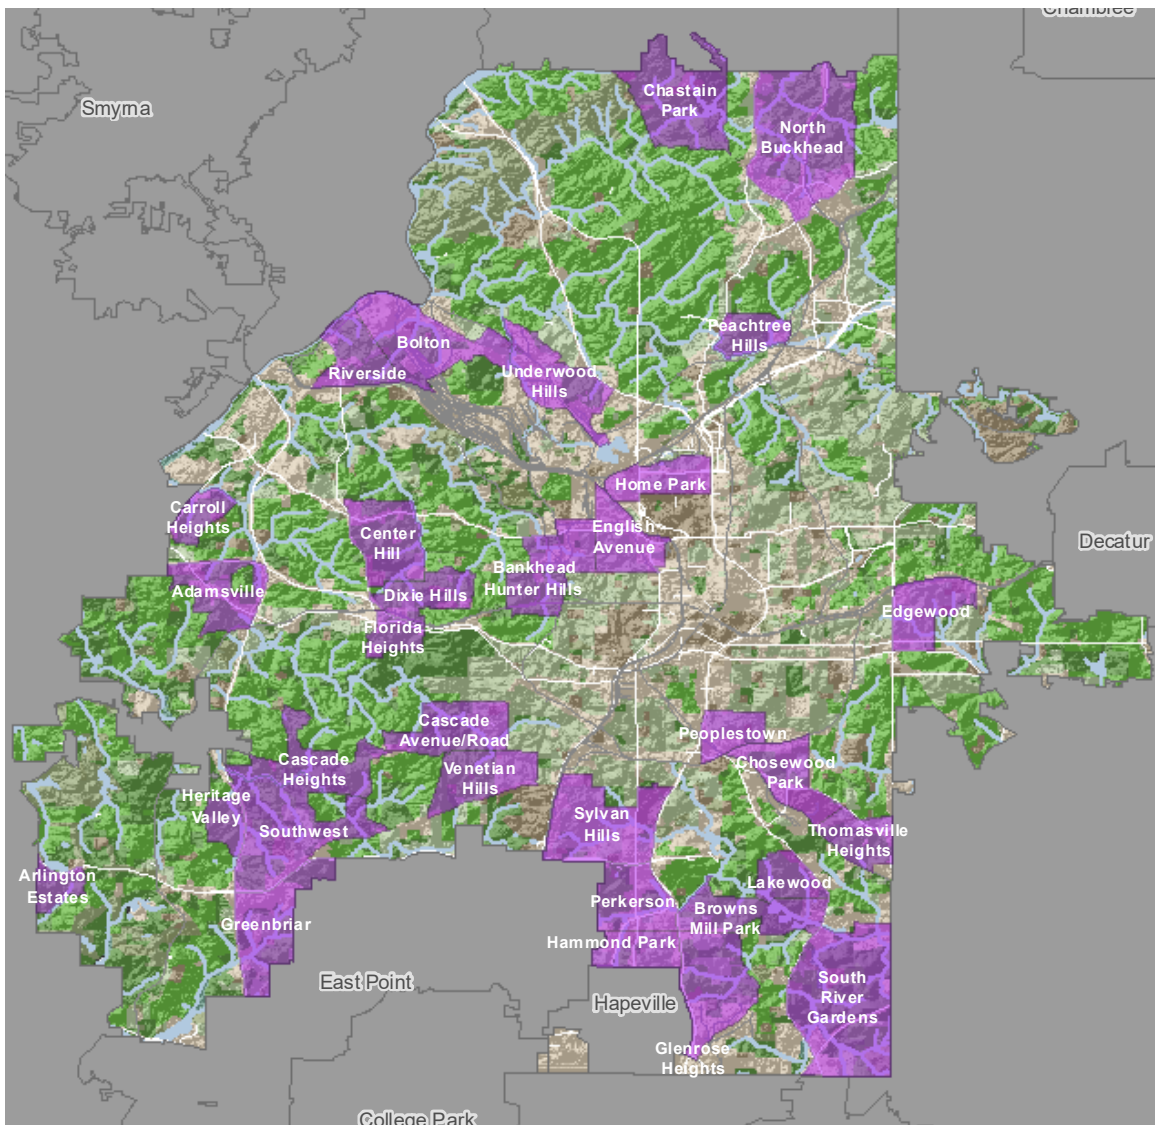 Chamblee
Smyrna
Chastain
Park
North
Buckhead
Peachtree
Hills
Bolton
Riverside
Underwood
Hills
Home Park
Carroll
Heights
Center
Hill
English
Avenue
Decatur
Bankhead
Hunter Hills
Adamsville
Dixie Hills
Edgewood
Florida
Heights
Cascade
Avenue/Road
Peoplestown
Cascade
Heights
Venetian
Hills
Chosewood
Park
Heritage
Valley
Southwest
Sylvan
Hills
Thomasville
Heights
Arlington
Estates
Lakewood
Perkerson
Browns
Mill Park
Greenbriar
Hammond Park
East Point
South
River
Gardens
Hapeville
Glenrose
Heights
College Park